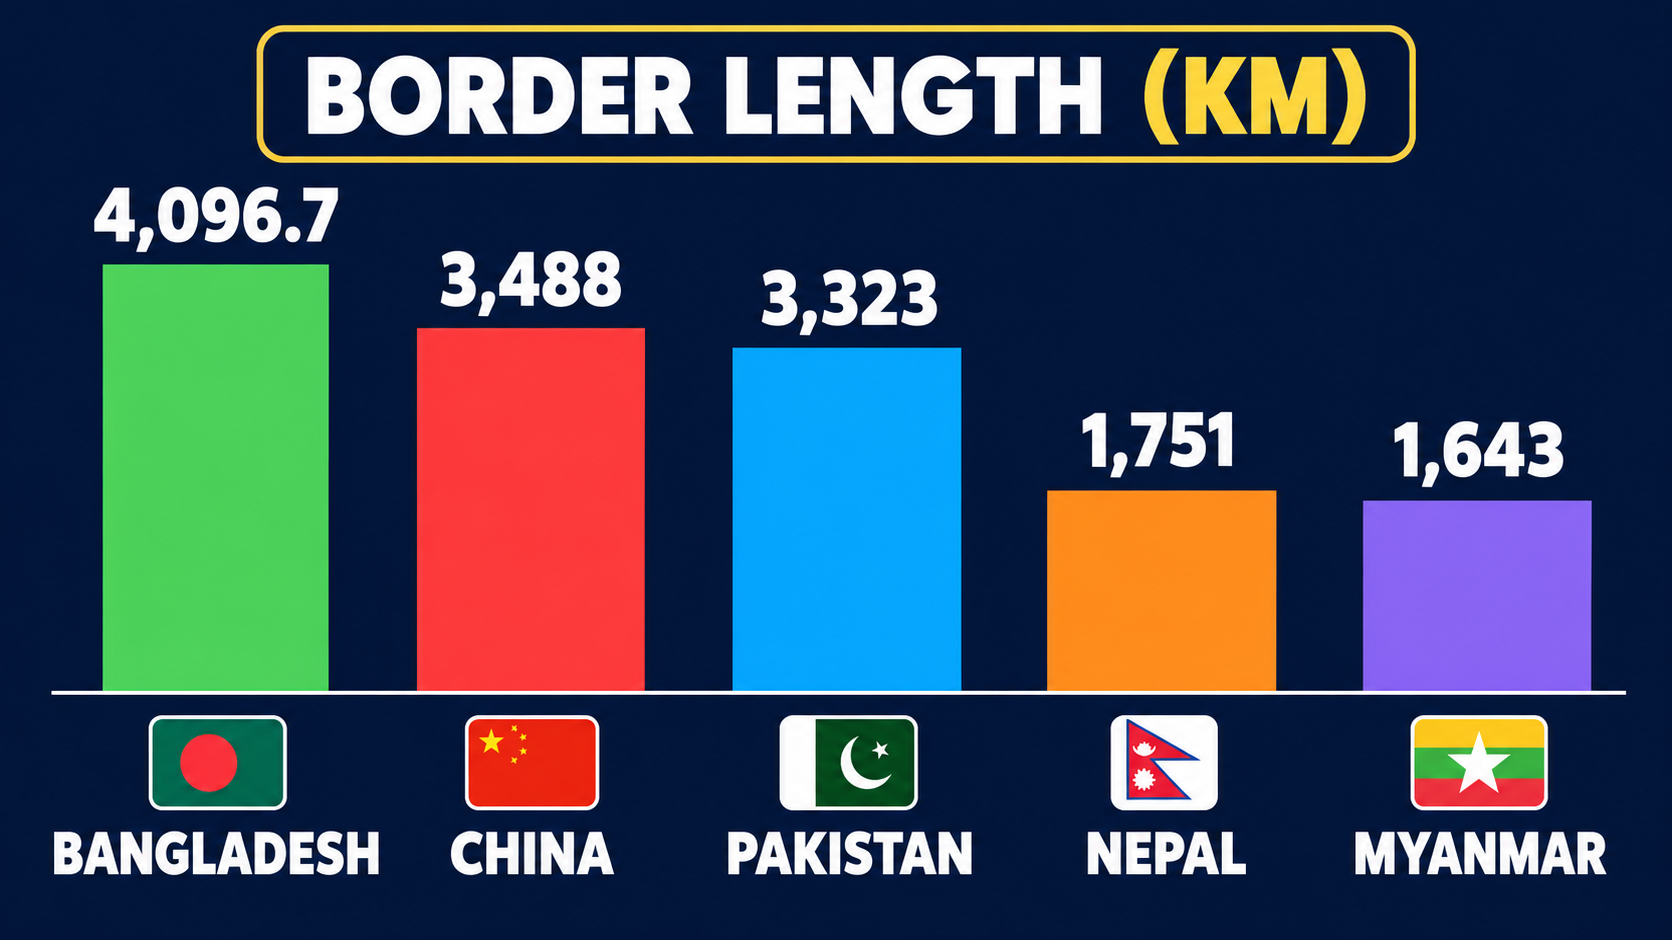 BORDER LENGTH (KM)
4,096.7
3,488
3,323
1,751
1,643
BANGLADESH
CHINA
PAKISTAN
NEPAL
MYANMAR